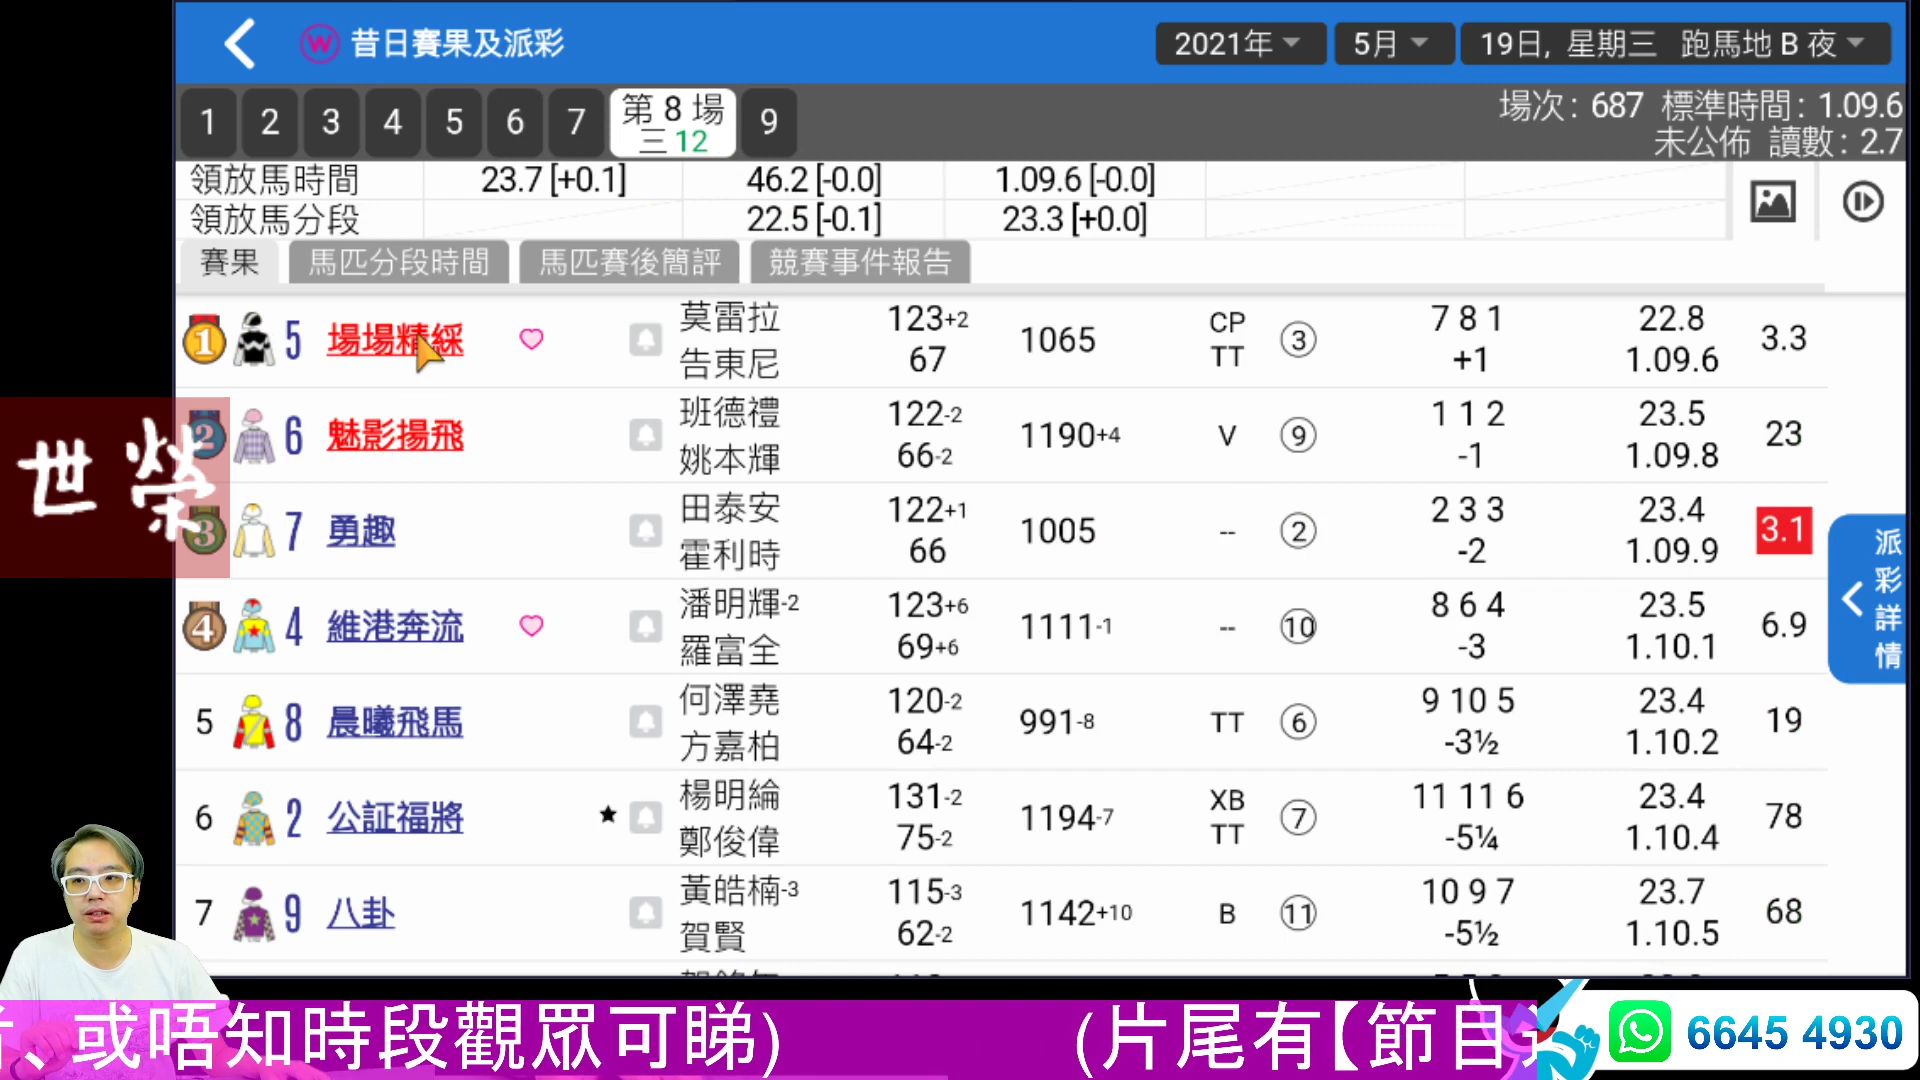 昔日賽果及派彩 2021年 5月 19日, 星期三 跑馬地 B 夜
1 2 3 4 5 6 7 第 8 場 9
三 12
場次: 687 標準時間: 1.09.6
未公佈 讀數: 2.7
領放馬時間 23.7 [+0.1] 46.2 [-0.0] 1.09.6 [-0.0]
領放馬分段 22.5 [-0.1] 23.3 [+0.0]
賽果 馬匹分段時間 馬匹賽後簡評 競賽事件報告
1 5 場場精綵 莫雷拉 告東尼 123+2 67 1065 CP TT 3 7 8 1 +1 22.8 1.09.6 3.3
2 6 魅影揚飛 班德禮 姚本輝 122-2 66-2 1190+4 V 9 1 1 2 -1 23.5 1.09.8 23
3 7 勇趣 田泰安 霍利時 122+1 66 1005 -- 2 2 3 3 -2 23.4 1.09.9 3.1
4 4 維港奔流 潘明輝-2 羅富全 123+6 69+6 1111-1 -- 10 8 6 4 -3 23.5 1.10.1 6.9
5 8 晨曦飛馬 何澤堯 方嘉柏 120-2 64-2 991-8 TT 6 9 10 5 -3½ 23.4 1.10.2 19
6 2 公証福將 ★ 楊明綸 鄭俊偉 131-2 75-2 1194-7 XB TT 7 11 11 6 -5¼ 23.4 1.10.4 78
7 9 八卦 黃皓楠-3 賀賢 115-3 62-2 1142+10 B 11 10 9 7 -5½ 23.7 1.10.5 68
派彩詳情
世榮
、或唔知時段觀眾可睇) (片尾有【節目
6645 4930